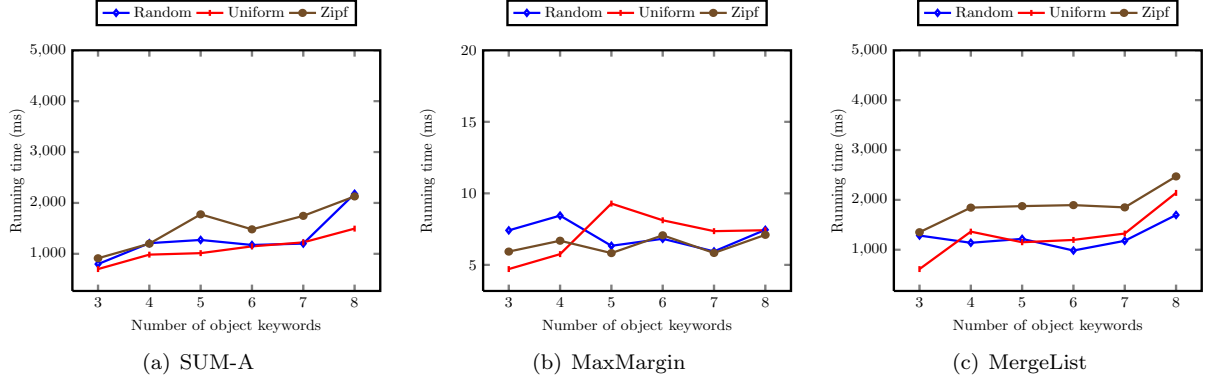 Random Uniform Zipf
5,000
4,000
3,000
2,000
1,000
3 4 5 6 7 8
Running time (ms)
Number of object keywords
(a) SUM-A
Random Uniform Zipf
20
15
10
5
3 4 5 6 7 8
Running time (ms)
Number of object keywords
(b) MaxMargin
Random Uniform Zipf
5,000
4,000
3,000
2,000
1,000
3 4 5 6 7 8
Running time (ms)
Number of object keywords
(c) MergeList